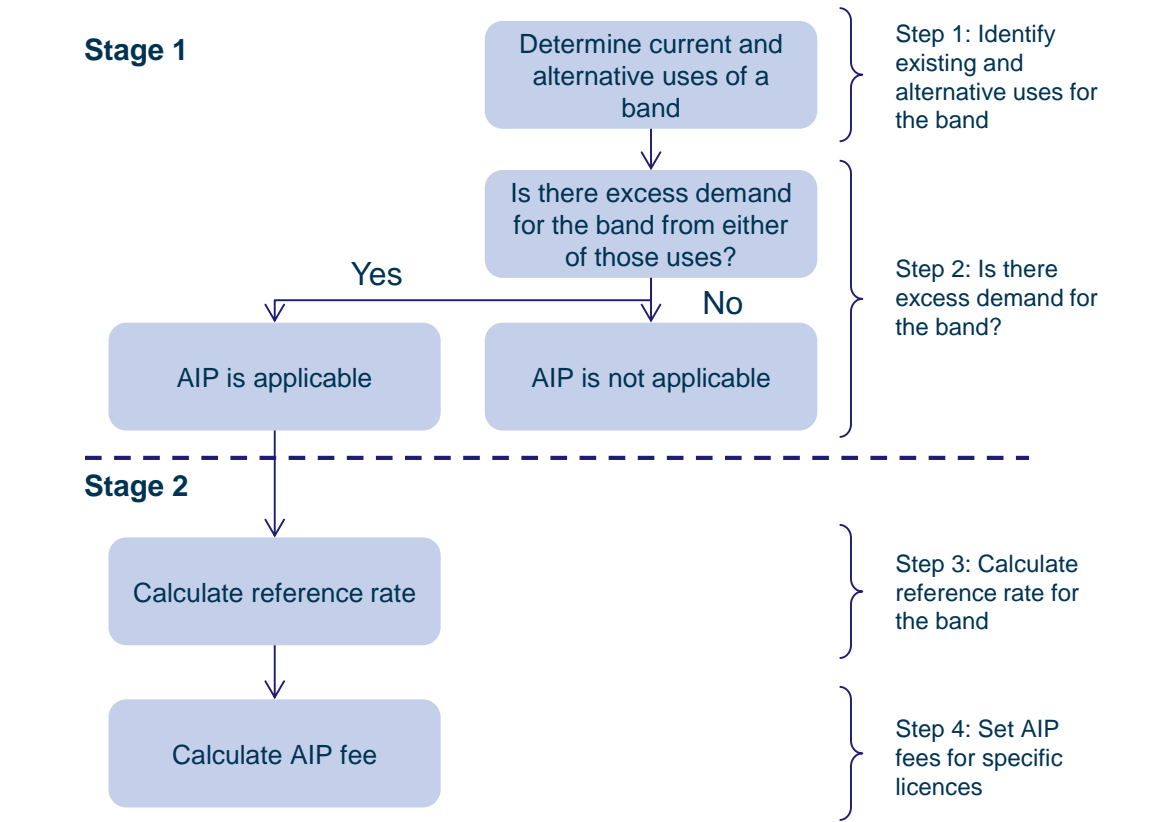 Stage 1
Determine current and
alternative uses of a
band
Step 1: Identify
existing and
alternative uses for
the band
Is there excess demand
for the band from either
of those uses?
Step 2: Is there
excess demand for
the band?
Yes
No
AIP is applicable
AIP is not applicable
Stage 2
Calculate reference rate
Step 3: Calculate
reference rate for
the band
Calculate AIP fee
Step 4: Set AIP
fees for specific
licences